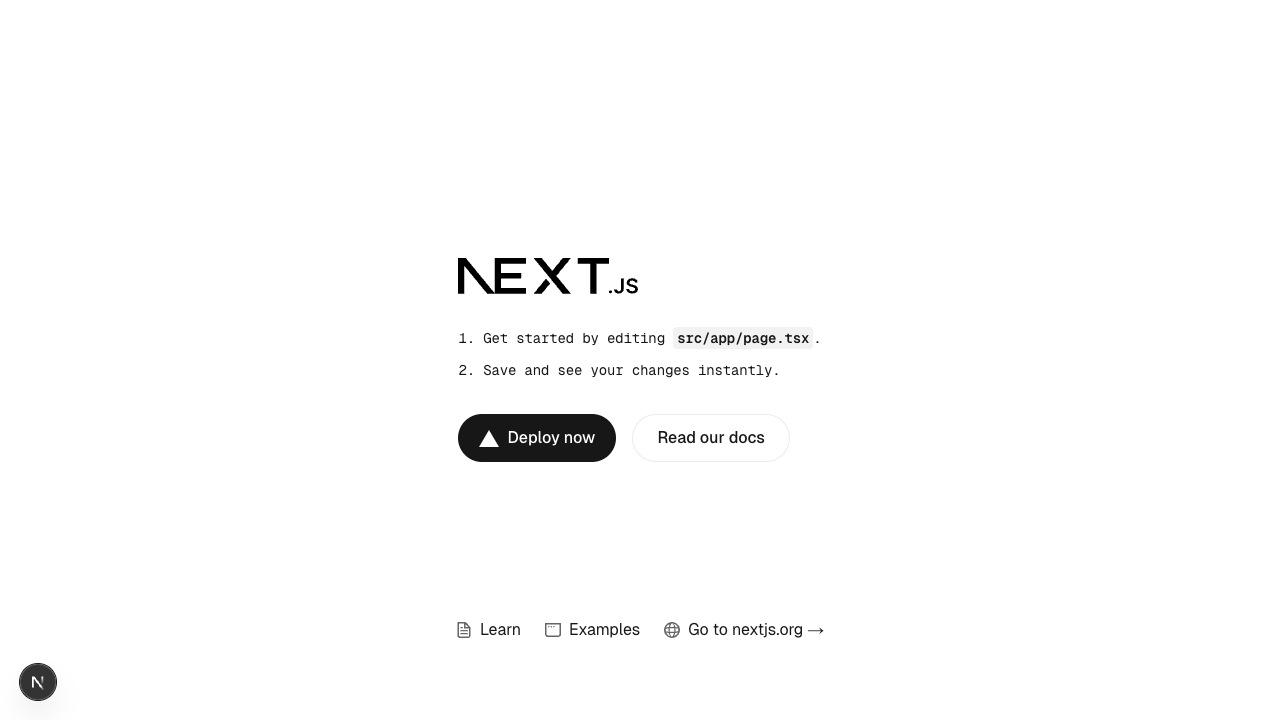 NEXT.JS
1. Get started by editing src/app/page.tsx.
2. Save and see your changes instantly.
Deploy now
Read our docs
Learn
Examples
Go to nextjs.org →
N